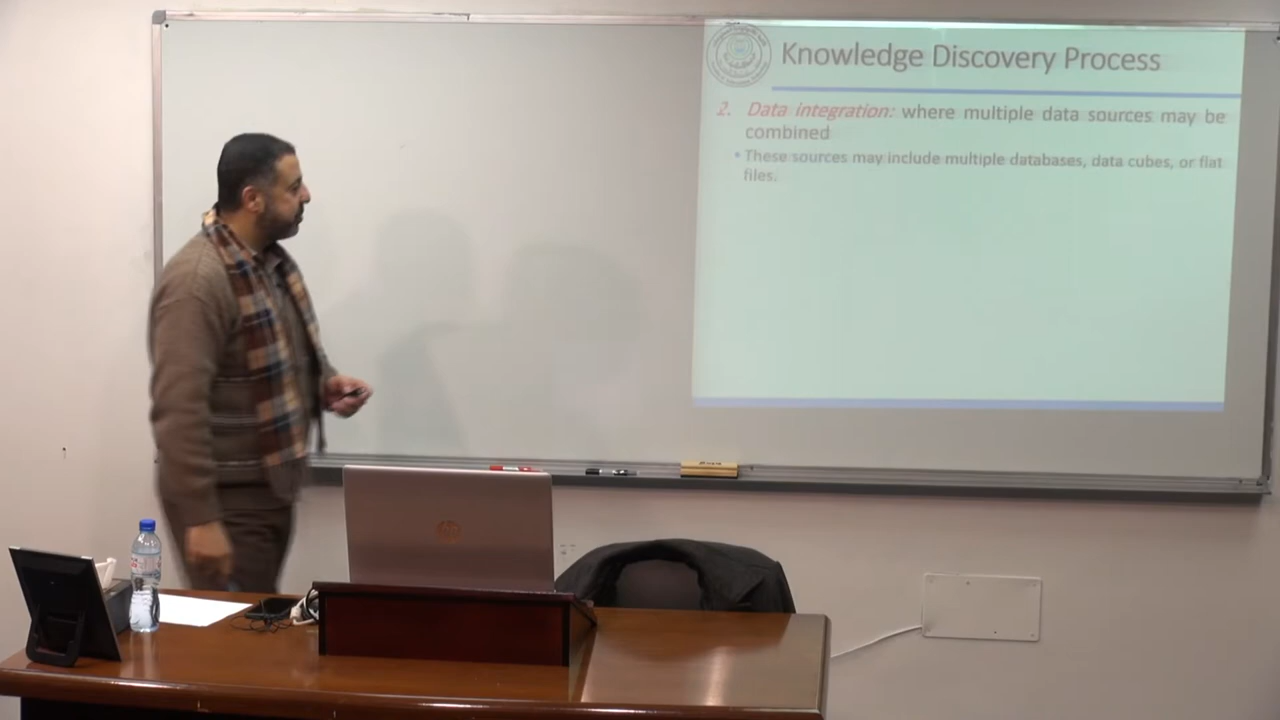 Knowledge Discovery Process
2. Data integration: where multiple data sources may be
combined
• These sources may include multiple databases, data cubes, or flat
files.
hp